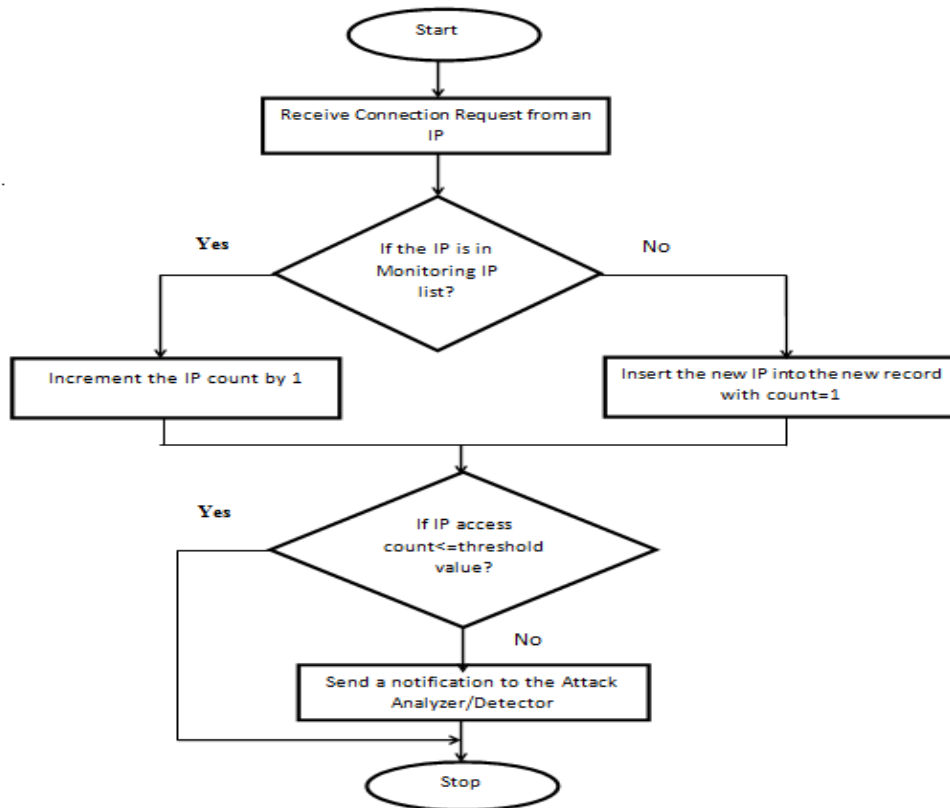 Start
Receive Connection Request from an
IP
Yes
If the IP is in
Monitoring IP
list?
No
Increment the IP count by 1
Insert the new IP into the new record
with count=1
Yes
If IP access
count<=threshold
value?
No
Send a notification to the Attack
Analyzer/Detector
Stop